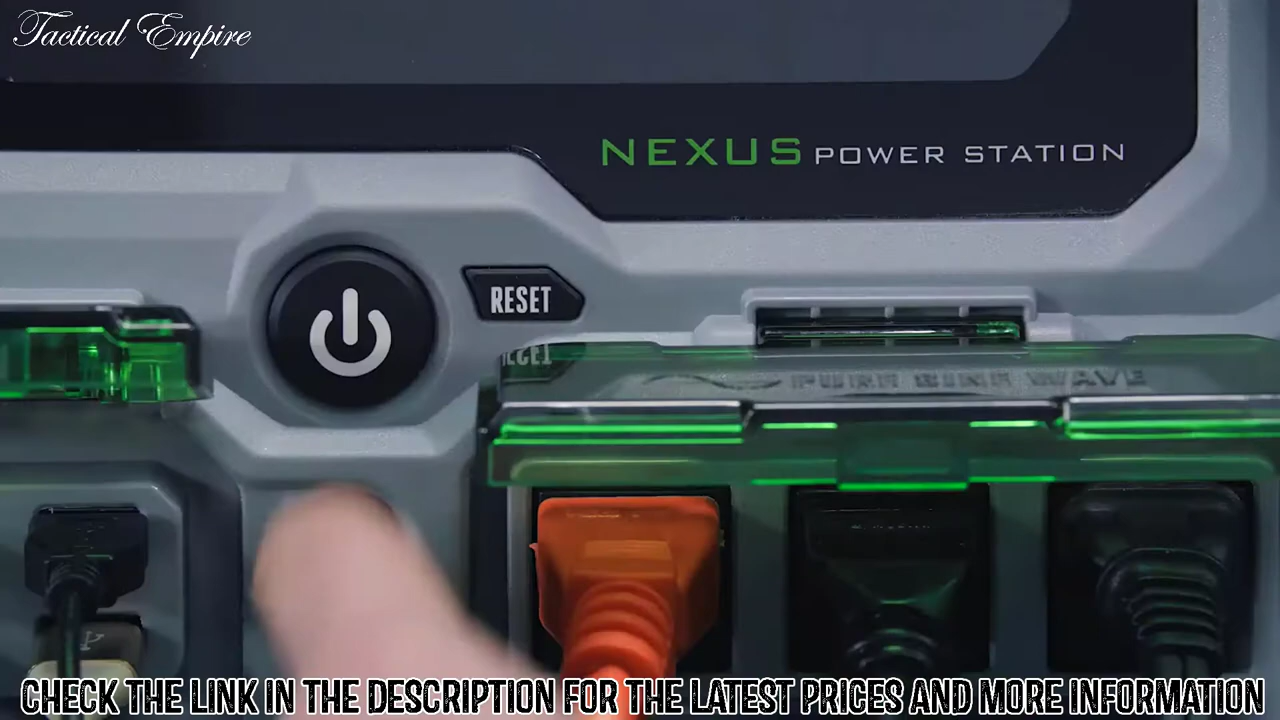 Tactical Empire
NEXUS POWER STATION
RESET
PURE SINE WAVE
CHECK THE LINK IN THE DESCRIPTION FOR THE LATEST PRICES AND MORE INFORMATION